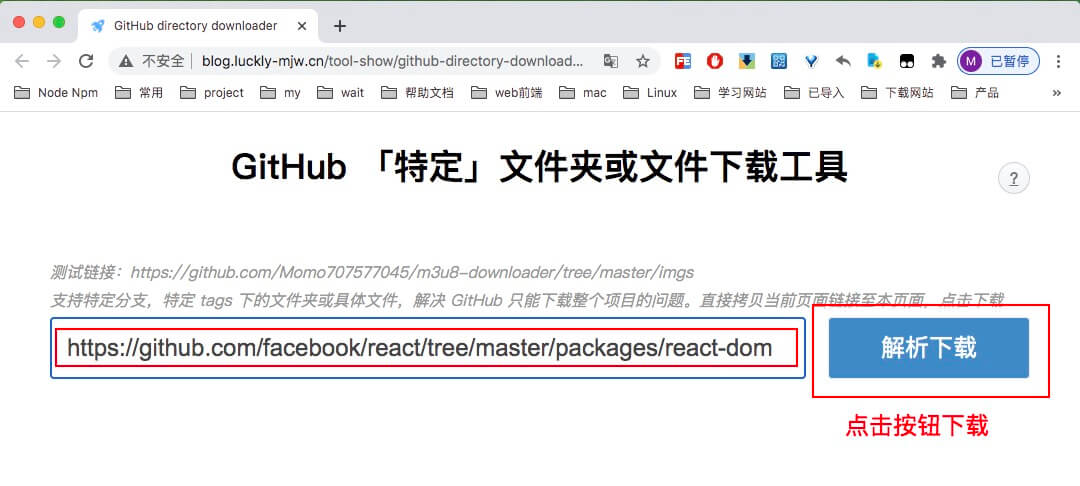 GitHub directory downloader
不安全 blog.luckly-mjw.cn/tool-show/github-directory-download... FE M 已暂停
Node Npm 常用 project my wait 帮助文档 web前端 mac Linux 学习网站 已导入 下载网站 产品 »
GitHub 「特定」文件夹或文件下载工具
?
测试链接：https://github.com/Momo707577045/m3u8-downloader/tree/master/imgs
支持特定分支，特定 tags 下的文件夹或具体文件，解决 GitHub 只能下载整个项目的问题。直接拷贝当前页面链接至本页面，点击下载
https://github.com/facebook/react/tree/master/packages/react-dom
解析下载
点击按钮下载